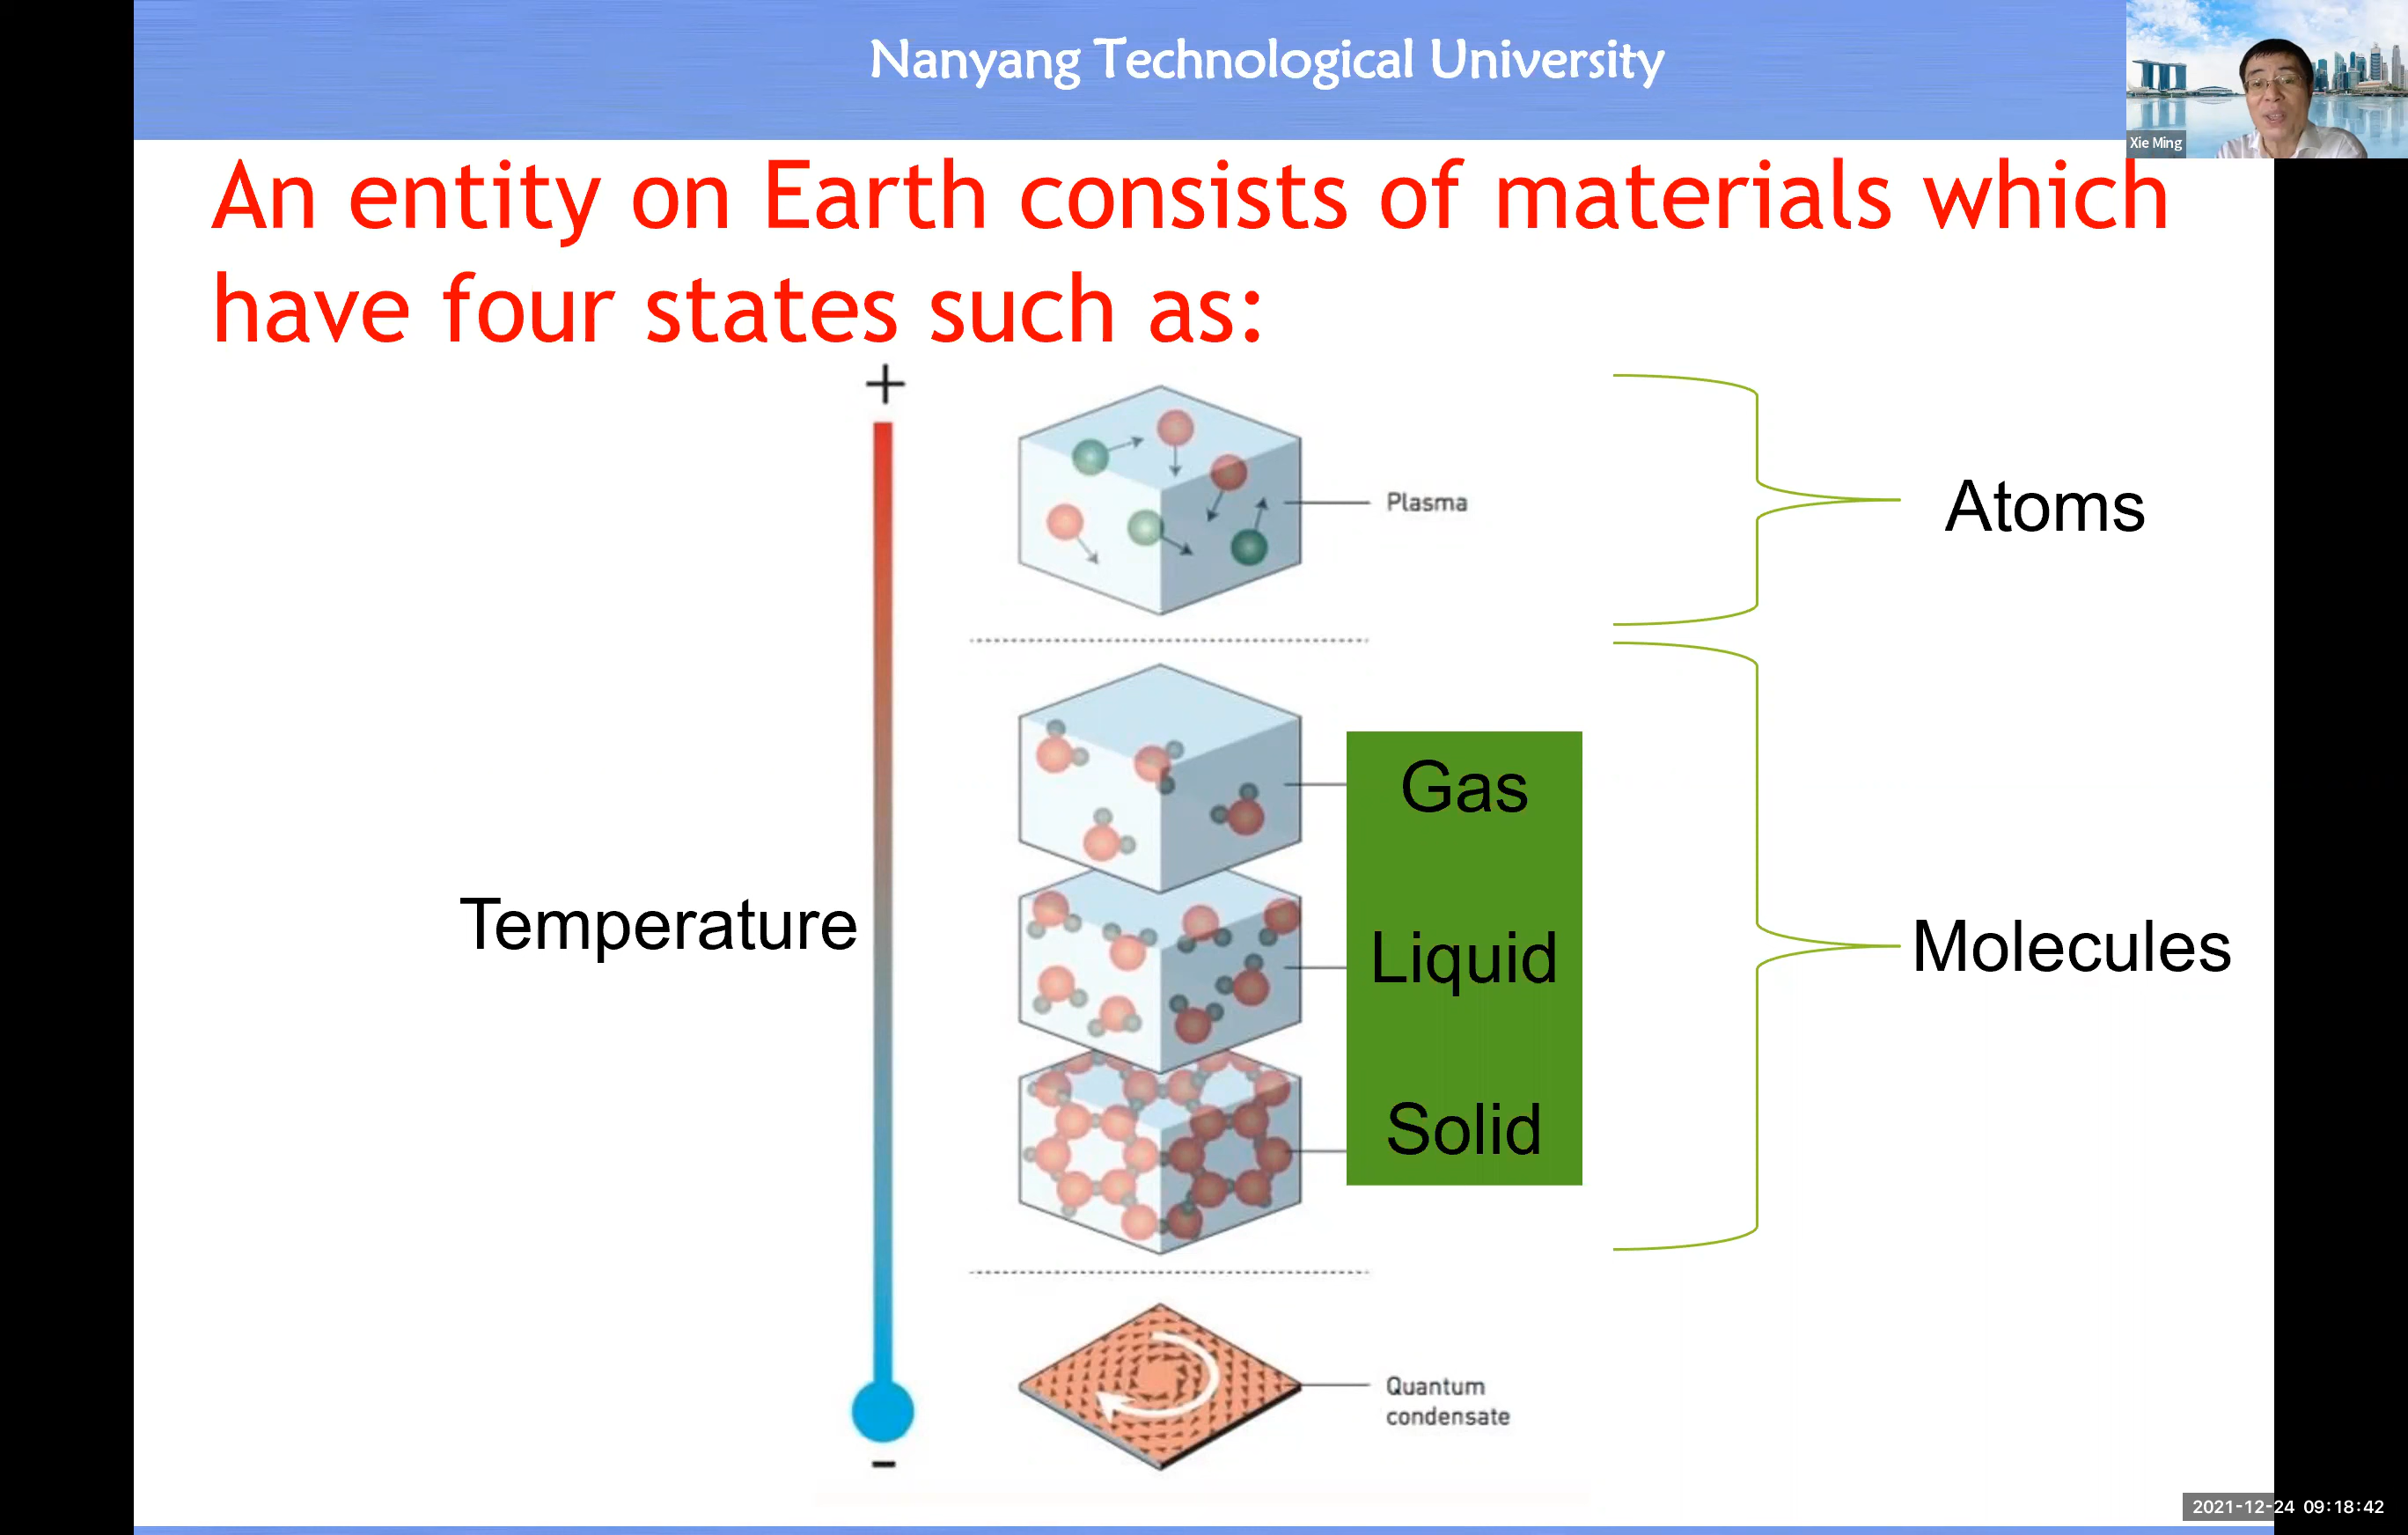 Nanyang Technological University
Xie Ming
An entity on Earth consists of materials which
have four states such as:
+
Plasma
Atoms
Gas
Temperature
Liquid
Molecules
Solid
Quantum
condensate
-
2021-12-24 09:18:42